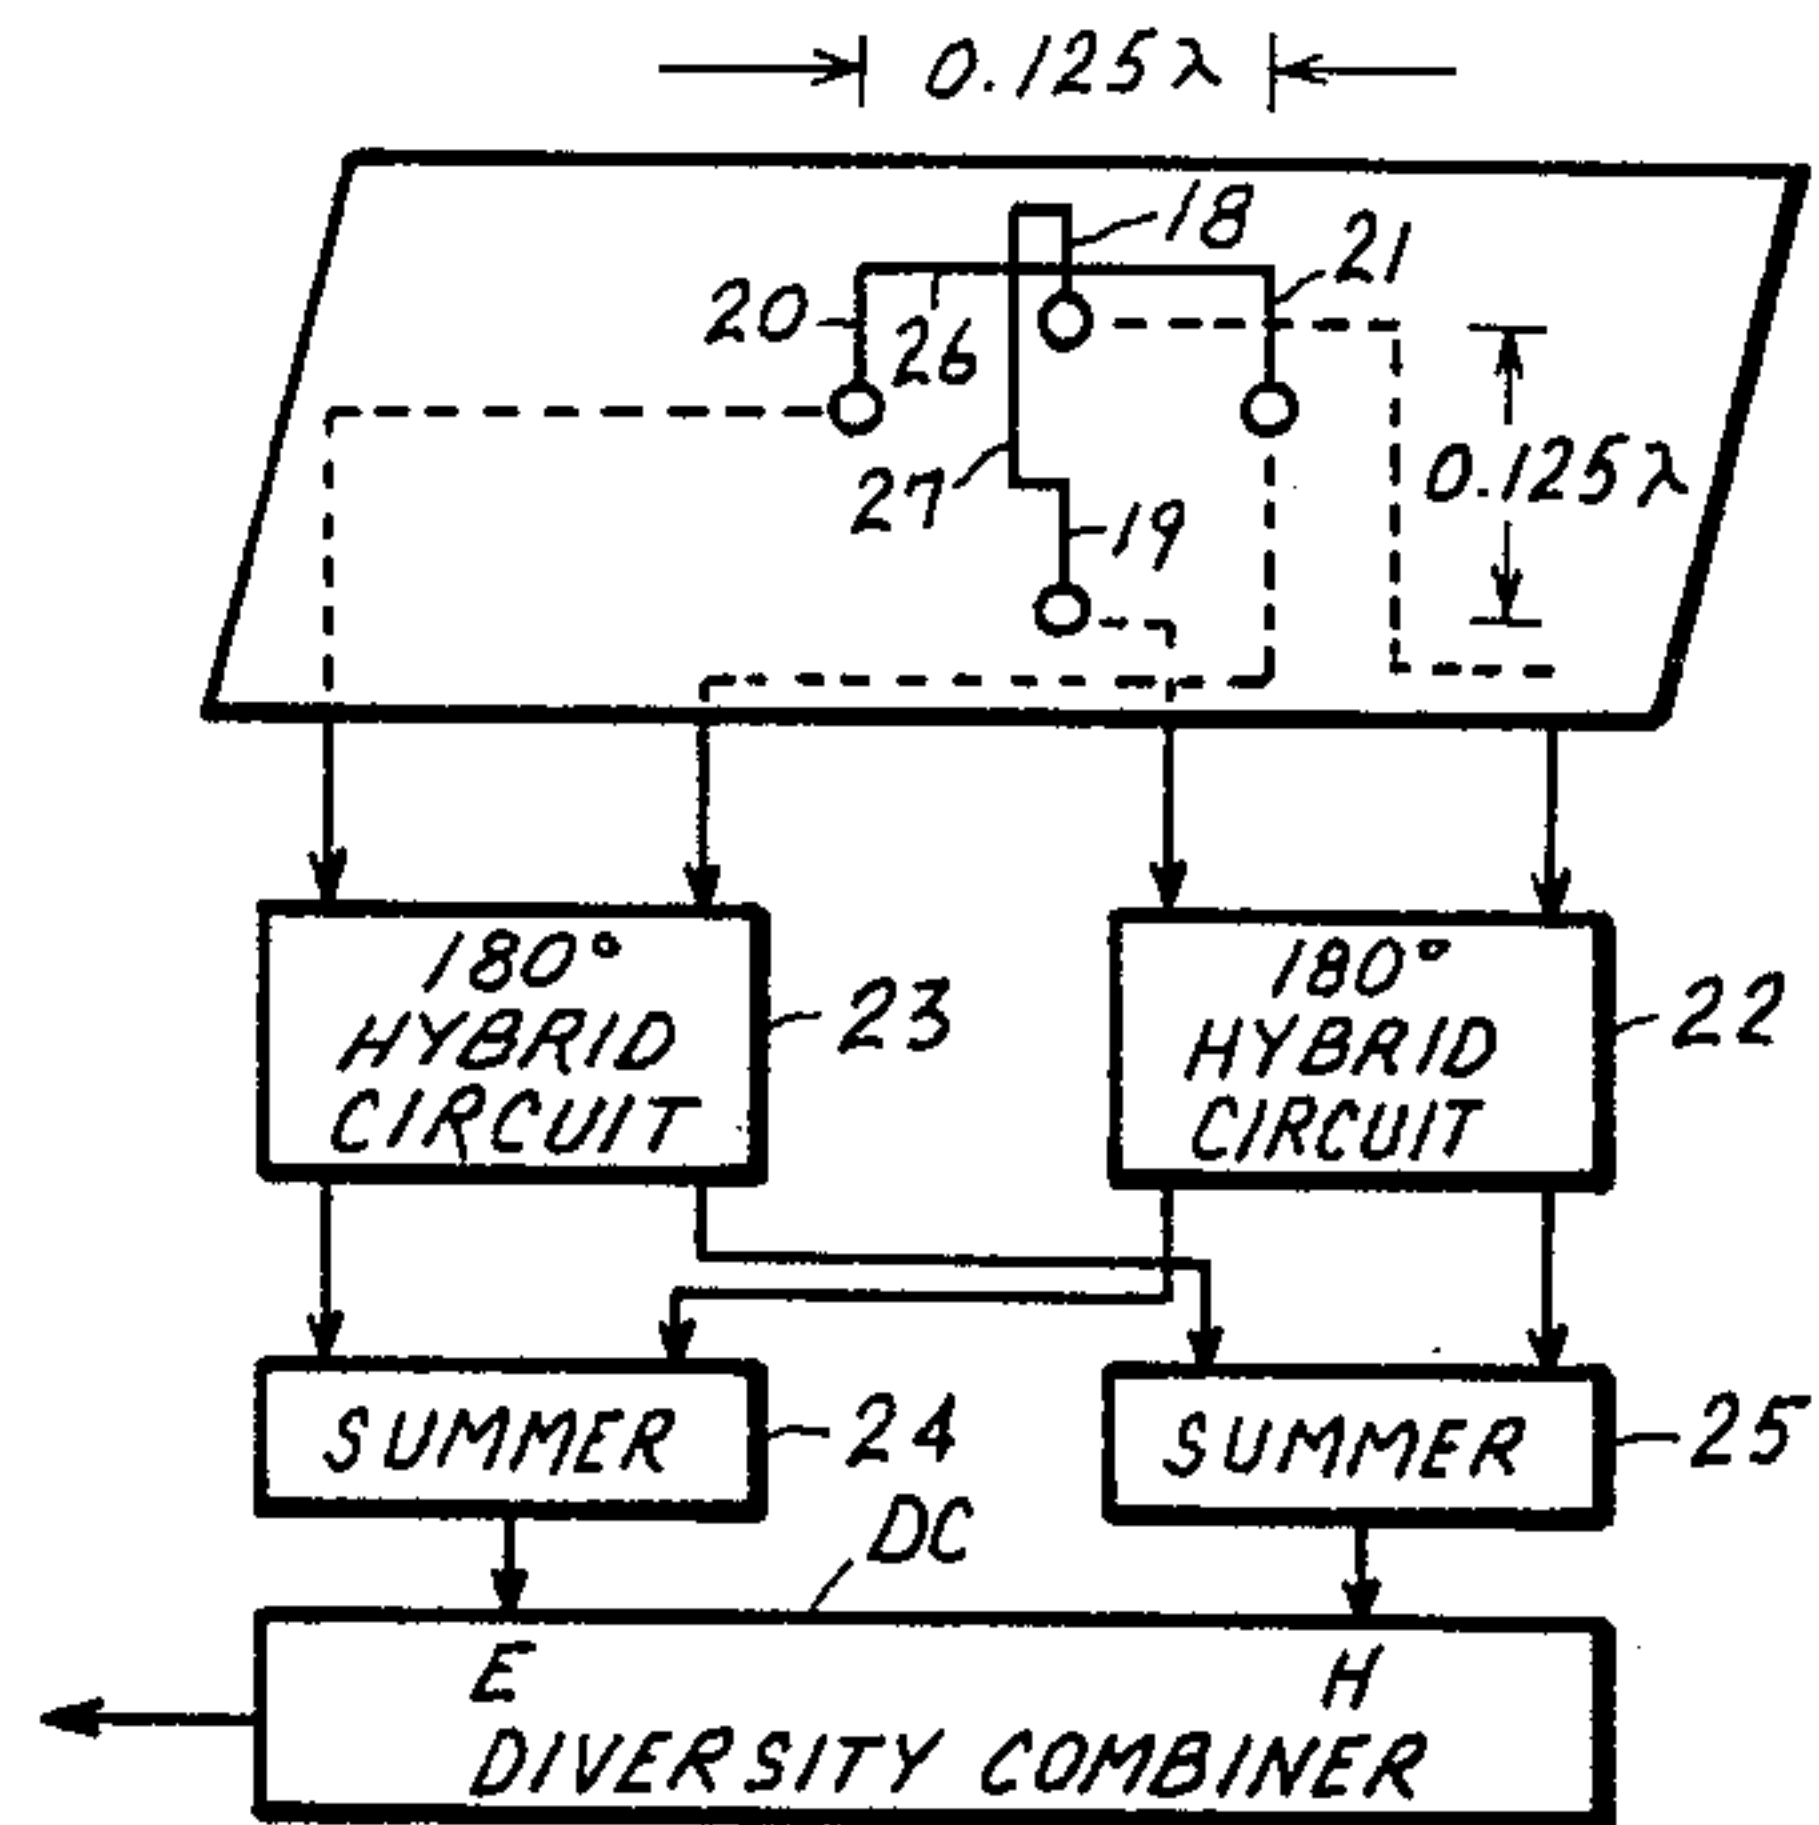 0.125λ
18
21
20
26
0.125λ
27
19
180°
HYBRID
CIRCUIT
23
180°
HYBRID
CIRCUIT
22
SUMMER
24
SUMMER
25
DC
E
H
DIVERSITY COMBINER